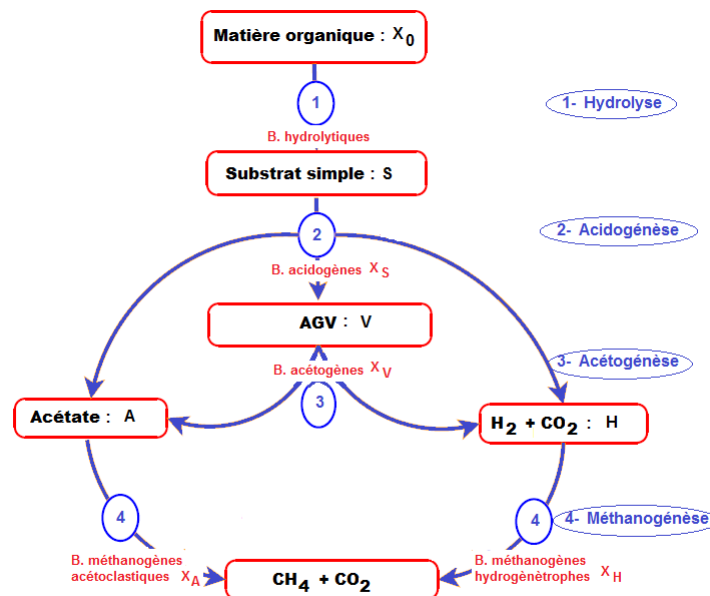 Matière organique : X0
1
1- Hydrolyse
B. hydrolytiques
Substrat simple : S
2
2- Acidogénèse
B. acidogènes XS
AGV : V
3- Acétogénèse
B. acétogènes XV
3
Acétate : A
H2 + CO2 : H
4
4
4- Méthanogénèse
B. méthanogènes
acétoclastiques XA
CH4 + CO2
B. méthanogènes
hydrogènètrophes XH